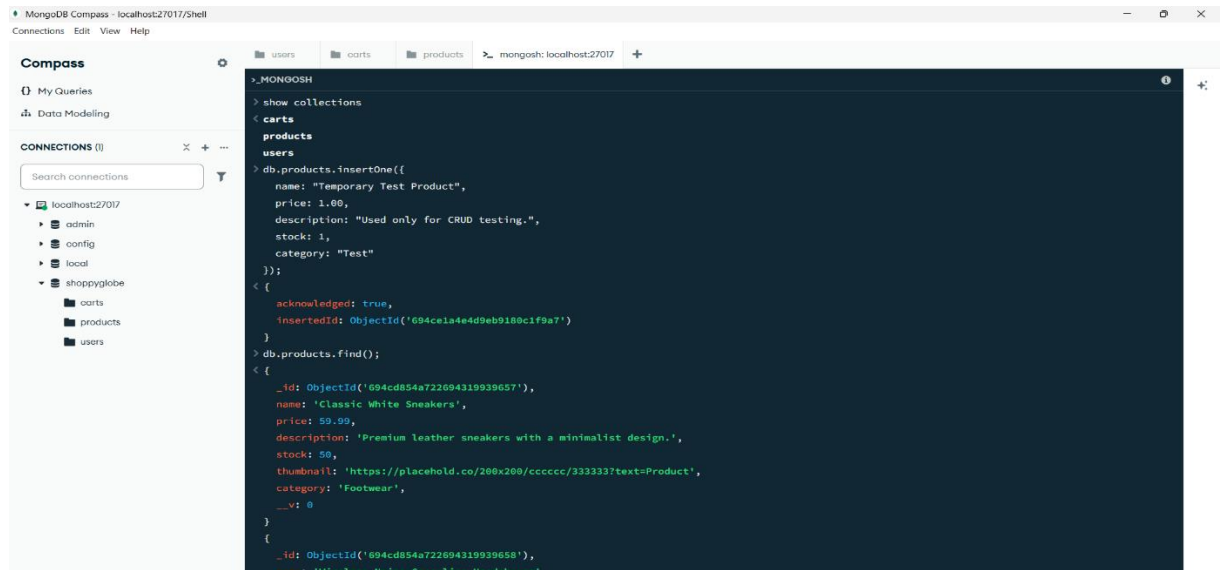 MongoDB Compass - localhost:27017/Shell
Connections Edit View Help
Compass
My Queries
Data Modeling
CONNECTIONS (1)
Search connections
localhost:27017
admin
config
local
shoppyglobe
carts
products
users
users carts products >_ mongosh: localhost:27017 +
>_MONGOSH
> show collections
< carts
products
users
> db.products.insertOne({
name: "Temporary Test Product",
price: 1.00,
description: "Used only for CRUD testing.",
stock: 1,
category: "Test"
});
< {
acknowledged: true,
insertedId: ObjectId('694ce1a4e4d9eb9180c1f9a7')
}
> db.products.find();
< {
_id: ObjectId('694cd854a722694319939657'),
name: 'Classic White Sneakers',
price: 59.99,
description: 'Premium leather sneakers with a minimalist design.',
stock: 50,
thumbnail: 'https://placehold.co/200x200/cccccc/333333?text=Product',
category: 'Footwear',
__v: 0
}
{
_id: ObjectId('694cd854a722694319939658'),